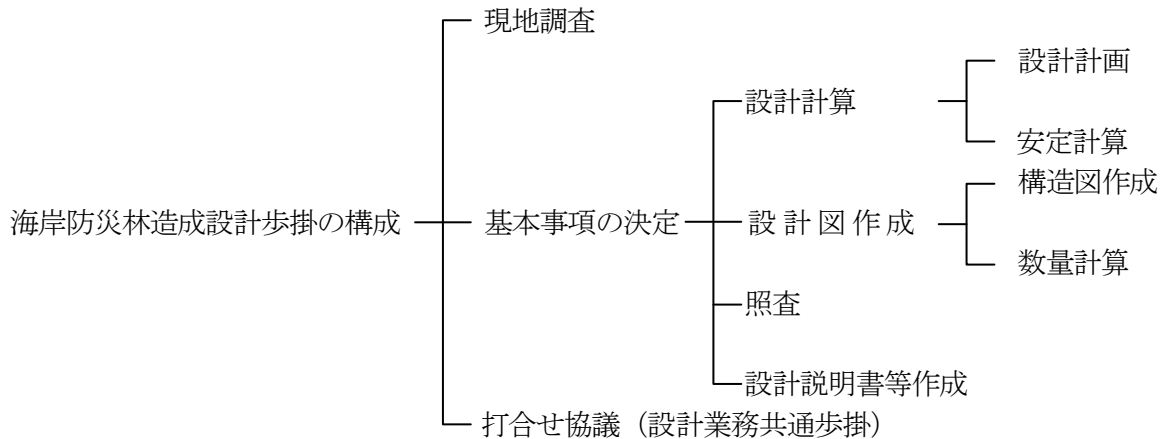 現地調査
設計計画
設計計算
安定計算
構造図作成
海岸防災林造成設計歩掛の構成
基本事項の決定
設計図作成
数量計算
照査
設計説明書等作成
打合せ協議（設計業務共通歩掛）